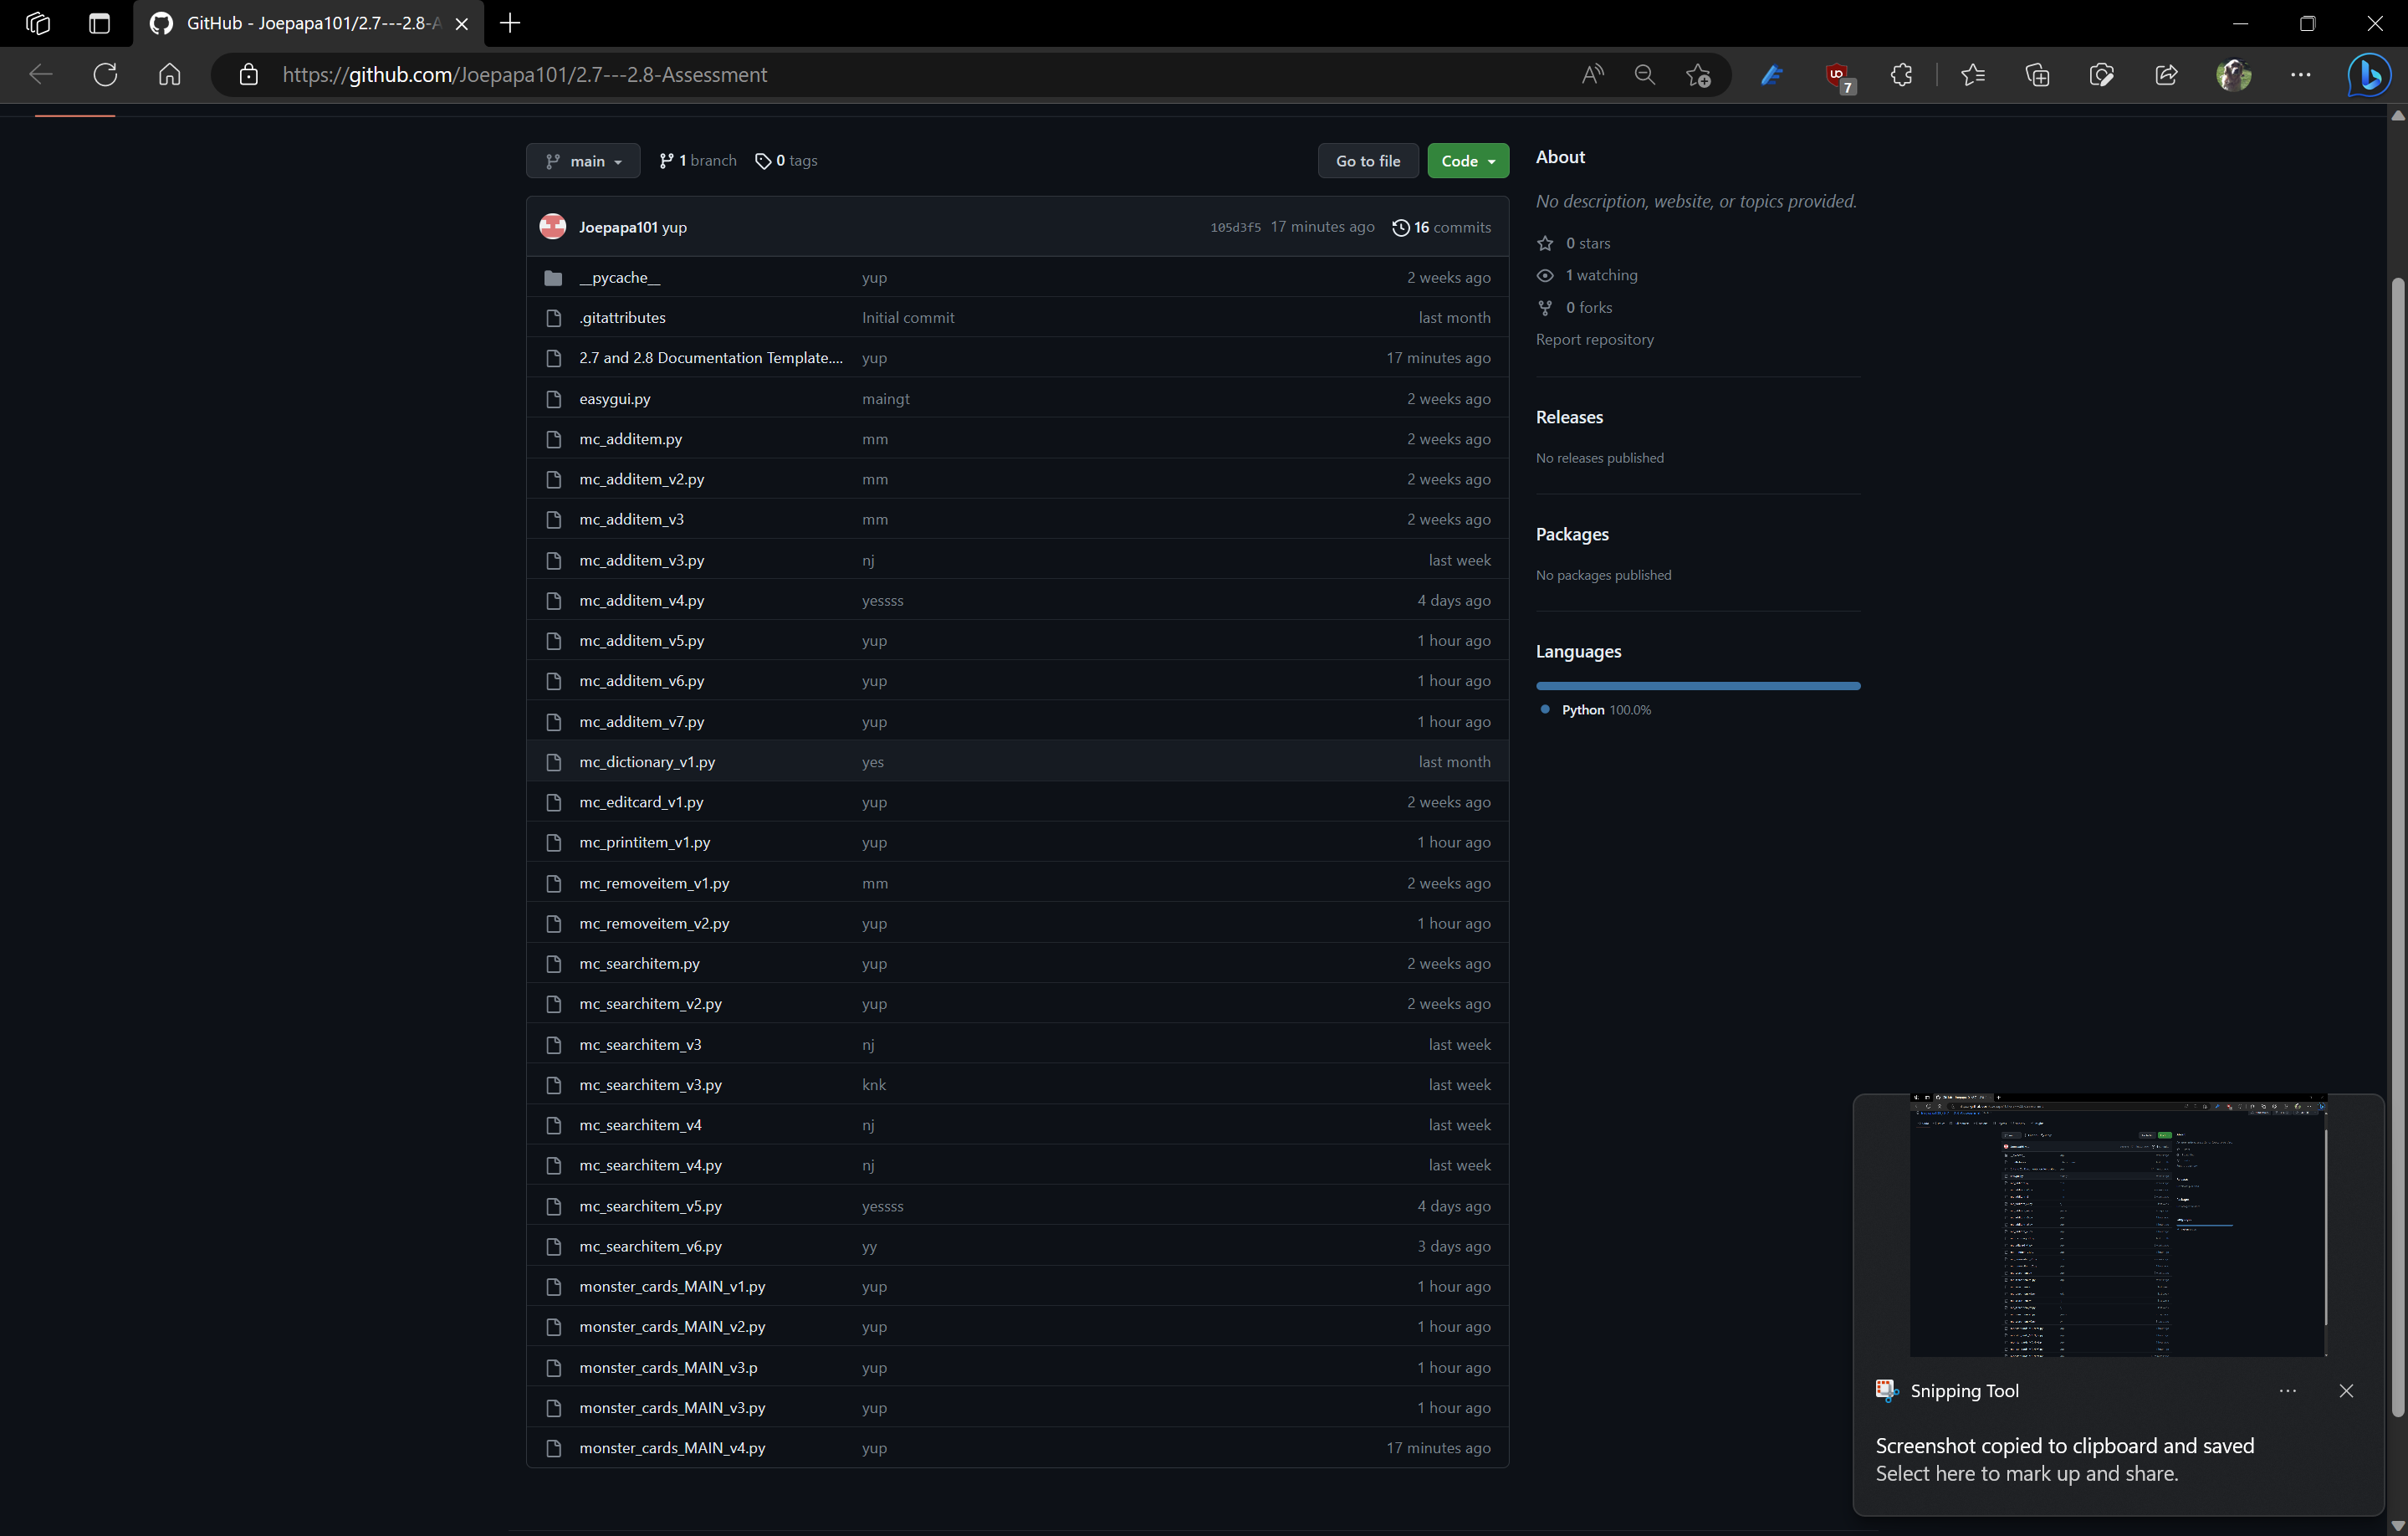 GitHub - Joepapa101/2.7---2.8-A
https://github.com/Joepapa101/2.7---2.8-Assessment
7
main
1 branch
0 tags
Go to file
Code
Joepapa101 yup
105d3f5 17 minutes ago
16 commits
__pycache__ yup 2 weeks ago
.gitattributes Initial commit last month
2.7 and 2.8 Documentation Template.... yup 17 minutes ago
easygui.py maingt 2 weeks ago
mc_additem.py mm 2 weeks ago
mc_additem_v2.py mm 2 weeks ago
mc_additem_v3 mm 2 weeks ago
mc_additem_v3.py nj last week
mc_additem_v4.py yessss 4 days ago
mc_additem_v5.py yup 1 hour ago
mc_additem_v6.py yup 1 hour ago
mc_additem_v7.py yup 1 hour ago
mc_dictionary_v1.py yes last month
mc_editcard_v1.py yup 2 weeks ago
mc_printitem_v1.py yup 1 hour ago
mc_removeitem_v1.py mm 2 weeks ago
mc_removeitem_v2.py yup 1 hour ago
mc_searchitem.py yup 2 weeks ago
mc_searchitem_v2.py yup 2 weeks ago
mc_searchitem_v3 nj last week
mc_searchitem_v3.py knk last week
mc_searchitem_v4 nj last week
mc_searchitem_v4.py nj last week
mc_searchitem_v5.py yessss 4 days ago
mc_searchitem_v6.py yy 3 days ago
monster_cards_MAIN_v1.py yup 1 hour ago
monster_cards_MAIN_v2.py yup 1 hour ago
monster_cards_MAIN_v3.p yup 1 hour ago
monster_cards_MAIN_v3.py yup 1 hour ago
monster_cards_MAIN_v4.py yup 17 minutes ago
About
No description, website, or topics provided.
0 stars
1 watching
0 forks
Report repository
Releases
No releases published
Packages
No packages published
Languages
Python 100.0%
Snipping Tool
Screenshot copied to clipboard and saved
Select here to mark up and share.